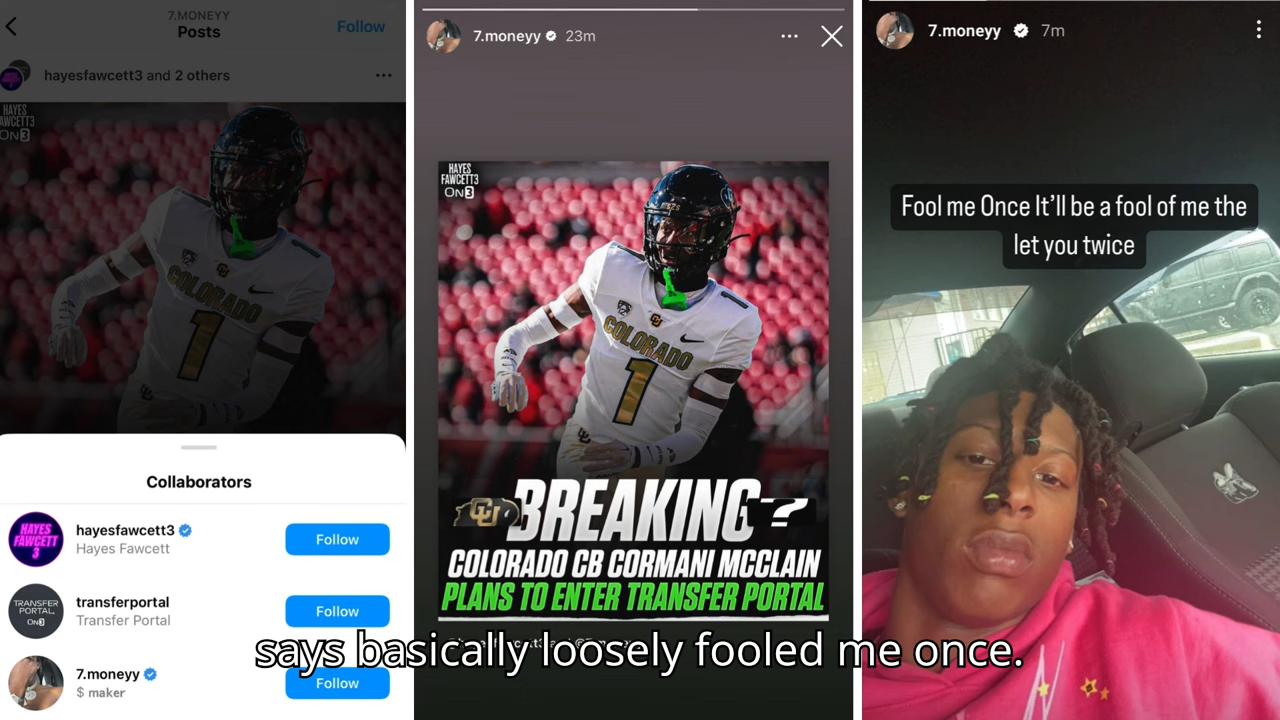 7.MONEYY
Posts
Follow
hayesfawcett3 and 2 others
HAYES
FAWCETT3
ON3
COLORADO
1
Collaborators
HAYES
FAWCETT
3
hayesfawcett3
Hayes Fawcett
Follow
TRANSFER
PORTAL
ON3
transferportal
Transfer Portal
Follow
7.moneyy
$ maker
Follow
7.moneyy 23m
HAYES
FAWCETT3
ON3
1
COLORADO
1
CU BREAKING ?
COLORADO CB CORMANI MCCLAIN
PLANS TO ENTER TRANSFER PORTAL
7.moneyy 7m
Fool me Once It'll be a fool of me the
let you twice
says basically loosely fooled me once.